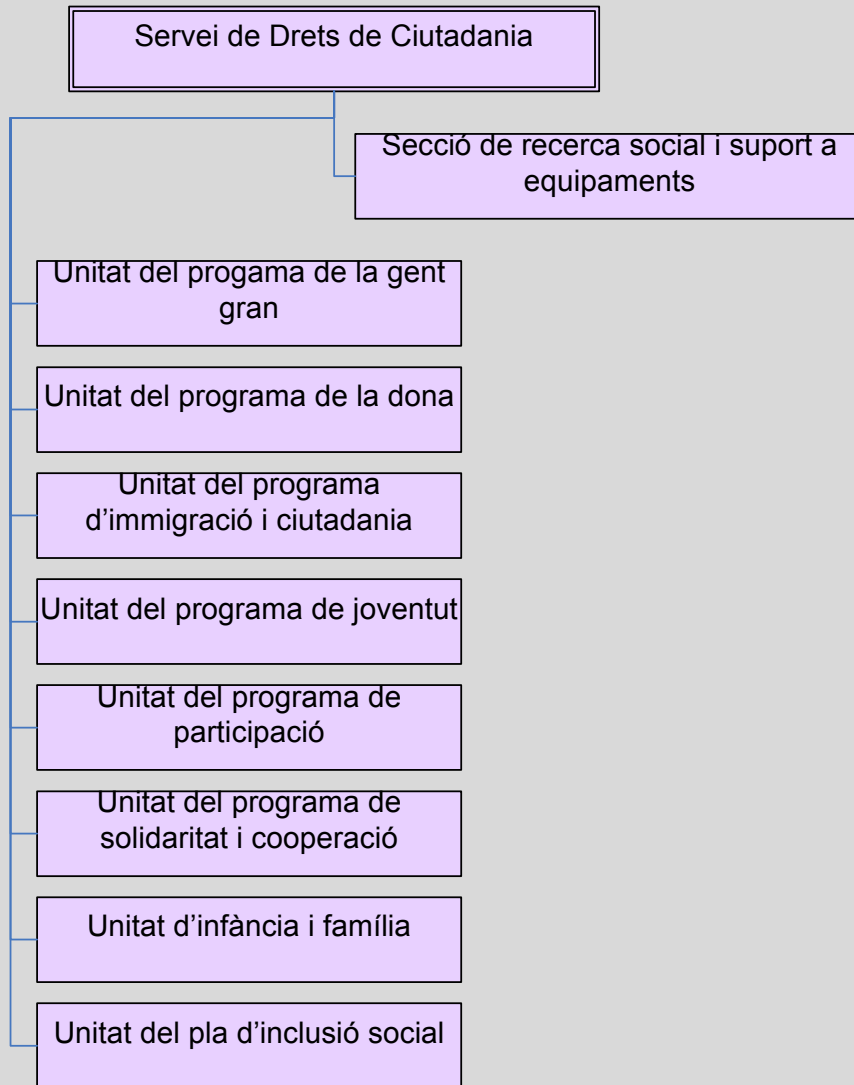 Servei de Drets de Ciutadania
Secció de recerca social i suport a
equipaments
Unitat del progama de la gent
gran
Unitat del programa de la dona
Unitat del programa
d’immigració i ciutadania
Unitat del programa de joventut
Unitat del programa de
participació
Unitat del programa de
solidaritat i cooperació
Unitat d’infància i família
Unitat del pla d’inclusió social